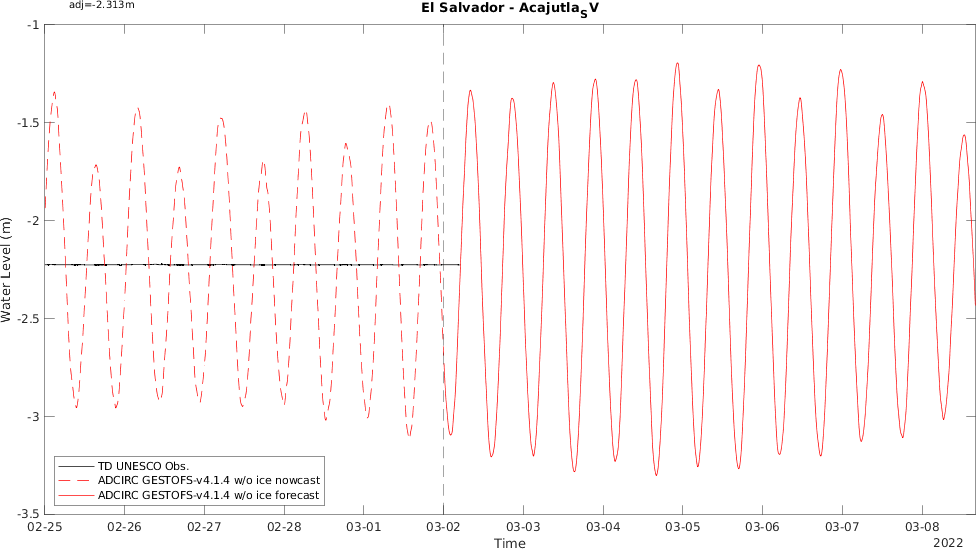 adj=-2.313m
El Salvador - AcajutlaSV
-1
-1.5
-2
-2.5
-3
-3.5
Water Level (m)
TD UNESCO Obs.
ADCIRC GESTOFS-v4.1.4 w/o ice nowcast
ADCIRC GESTOFS-v4.1.4 w/o ice forecast
02-25 02-26 02-27 02-28 03-01 03-02 03-03 03-04 03-05 03-06 03-07 03-08
Time
2022